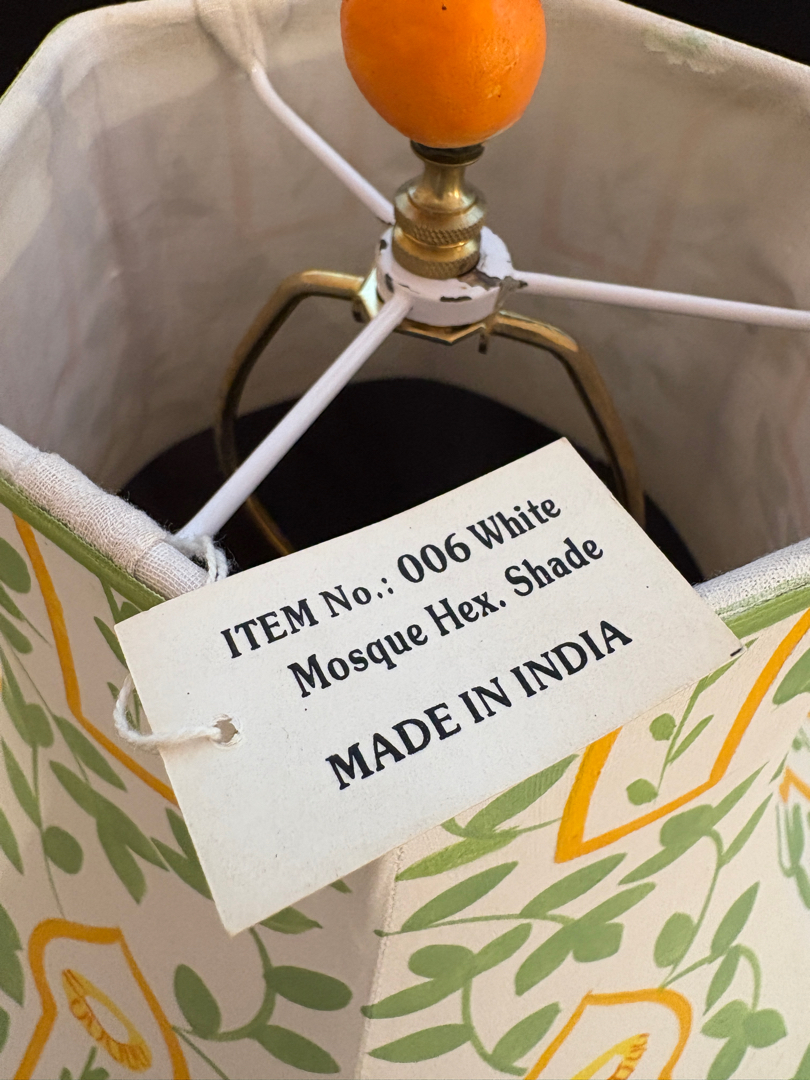 ITEM No.: 006 White
Mosque Hex. Shade
MADE IN INDIA